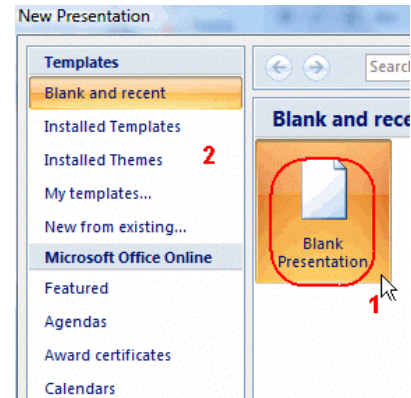 New Presentation
Templates
Blank and recent
Installed Templates
Installed Themes
2
My templates...
New from existing...
Microsoft Office Online
Featured
Agendas
Award certificates
Calendars
Search
Blank and rece
Blank
Presentation
1